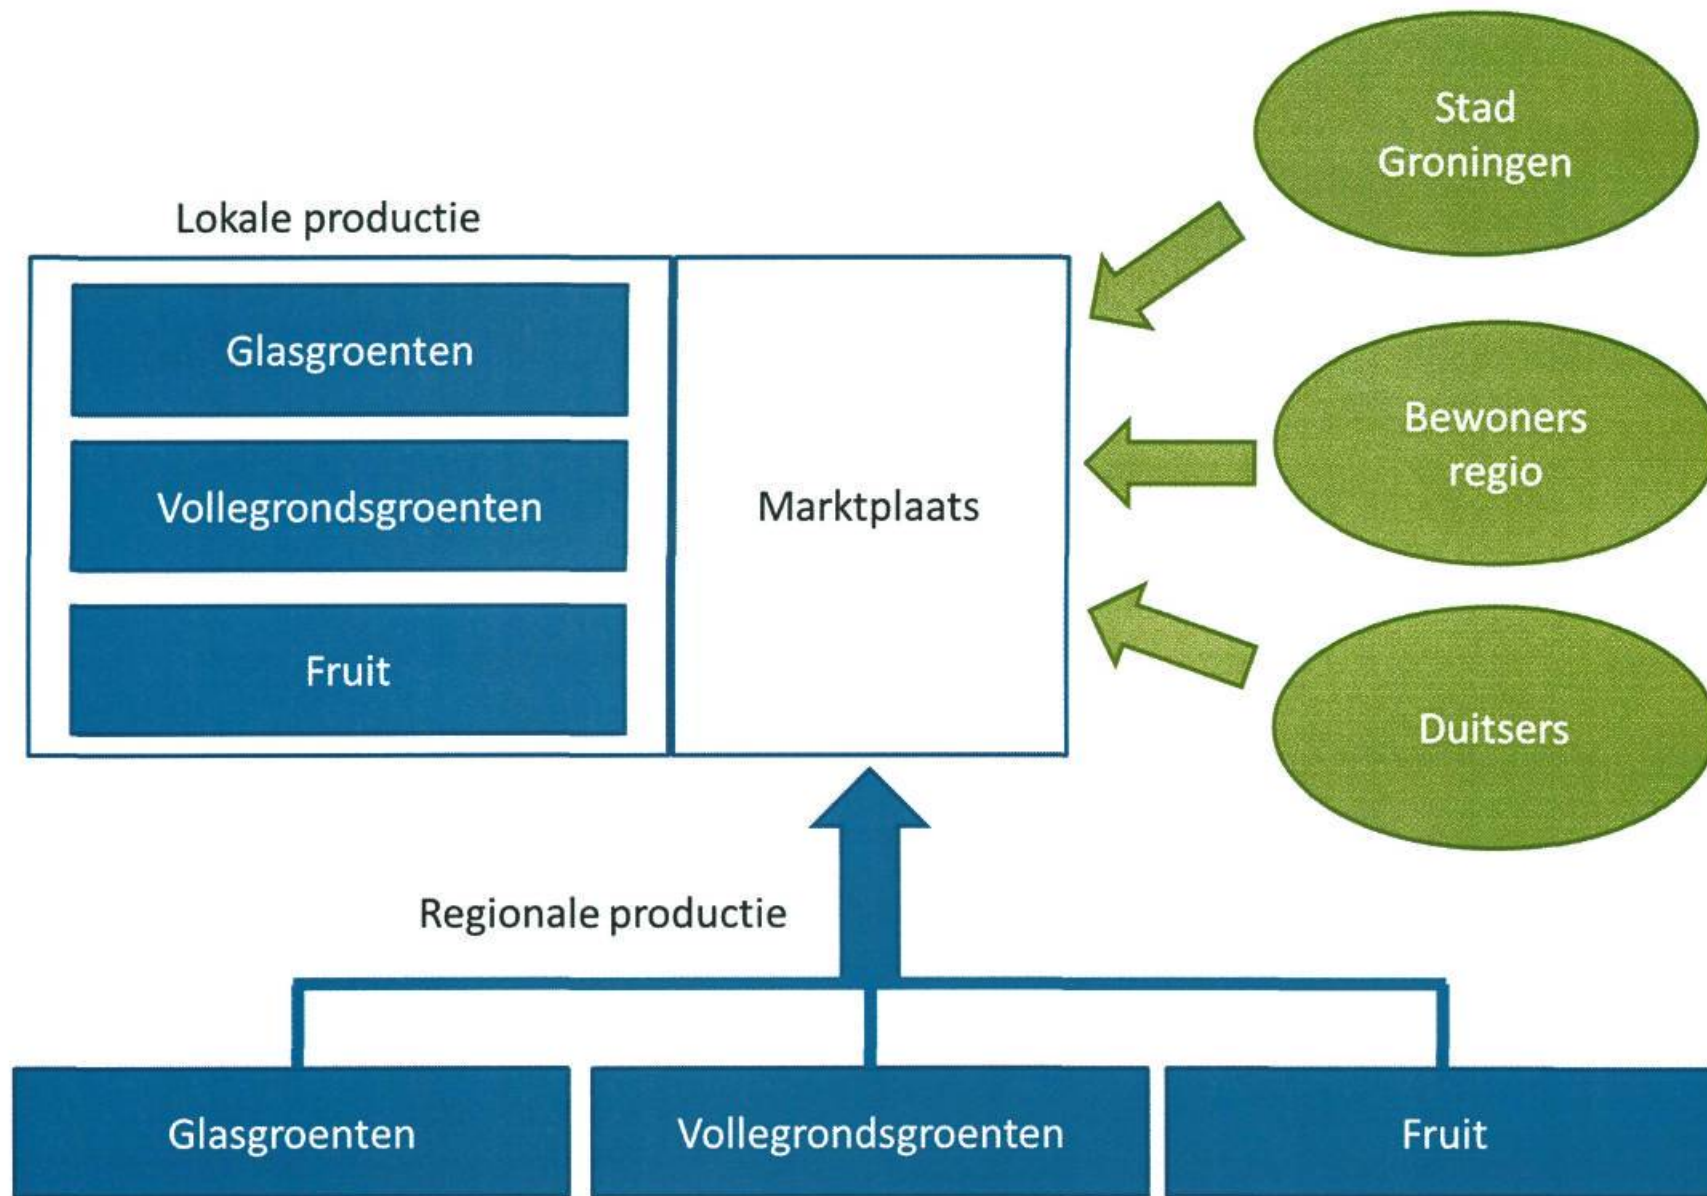 Stad
Groningen
Lokale productie
Glasgroenten
Bewoners
regio
Vollegrondsgroenten
Marktplaats
Fruit
Duitsers
Regionale productie
Glasgroenten
Vollegrondsgroenten
Fruit